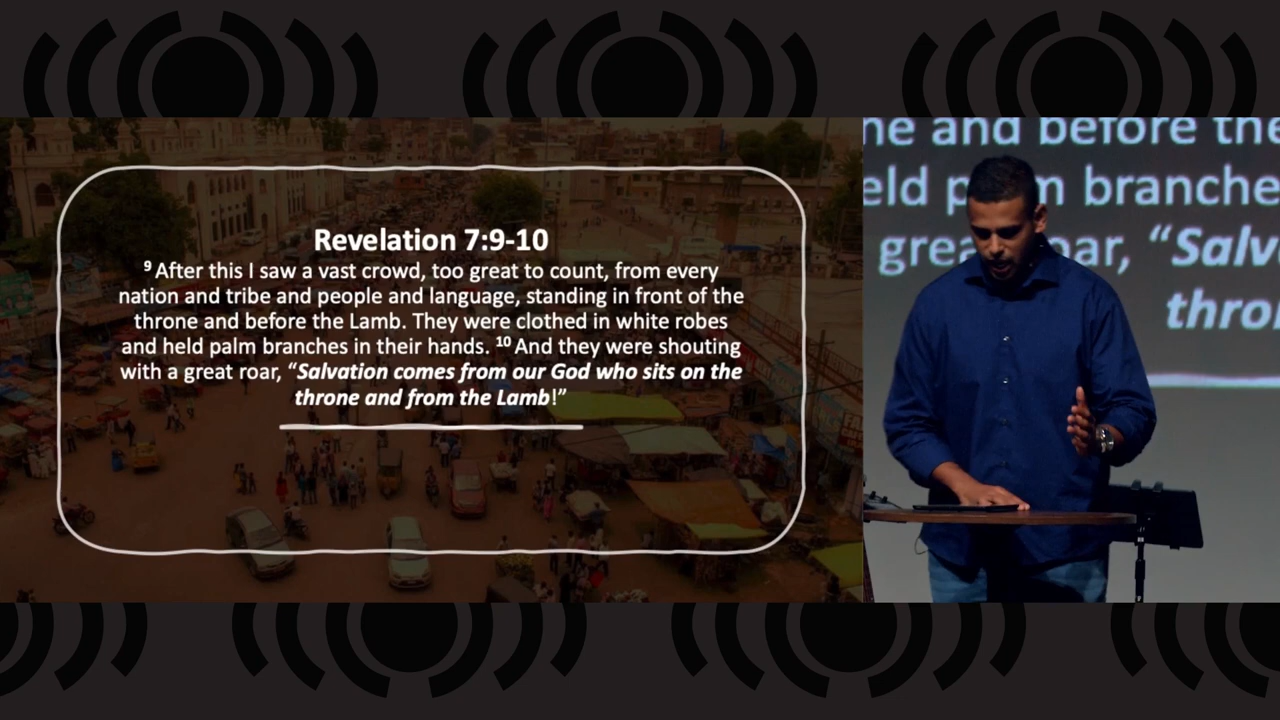 Revelation 7:9-10
9 After this I saw a vast crowd, too great to count, from every
nation and tribe and people and language, standing in front of the
throne and before the Lamb. They were clothed in white robes
and held palm branches in their hands. 10 And they were shouting
with a great roar, “Salvation comes from our God who sits on the
throne and from the Lamb!”
ne and before the
eld palm branche
great roar, “Salv
thro